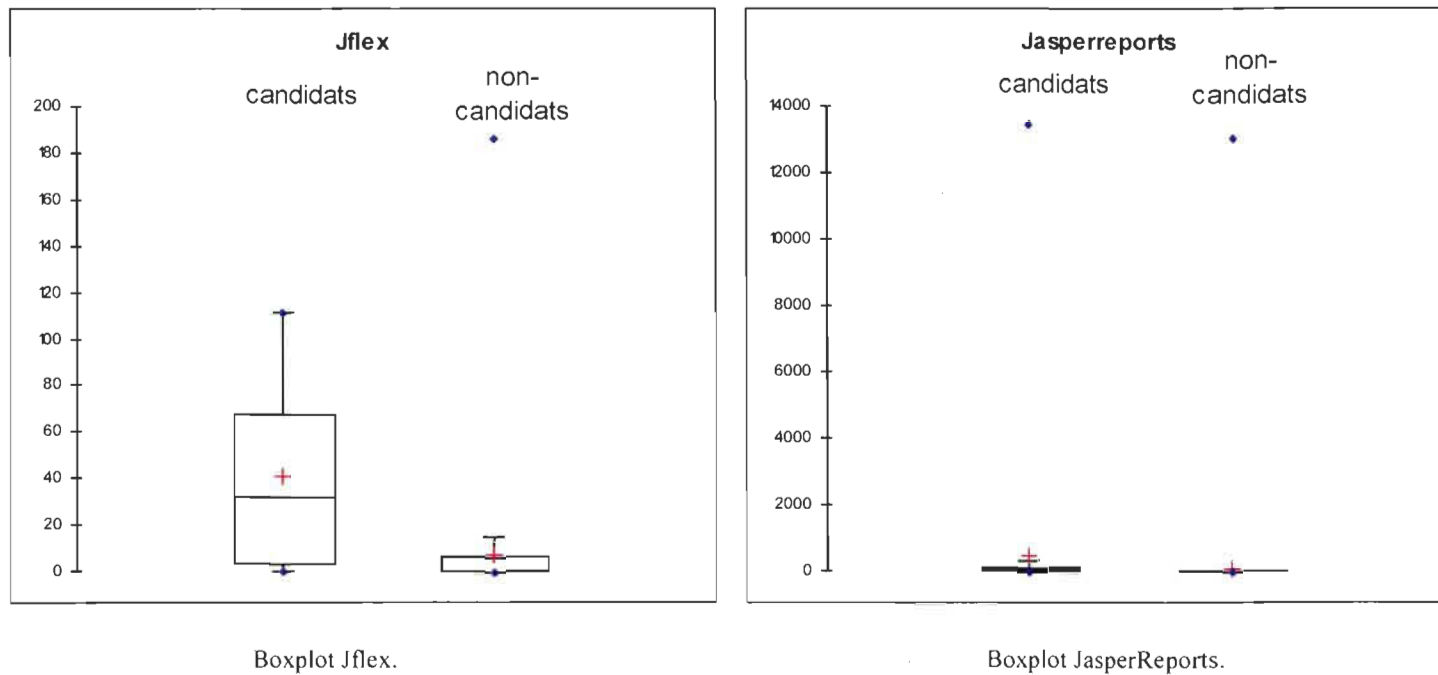 Jflex
candidats
non-
candidats
200
180
160
140
120
100
80
60
40
20
0
Boxplot Jflex.
Jasperreports
candidats
non-
candidats
14000
12000
10000
8000
6000
4000
2000
0
Boxplot JasperReports.